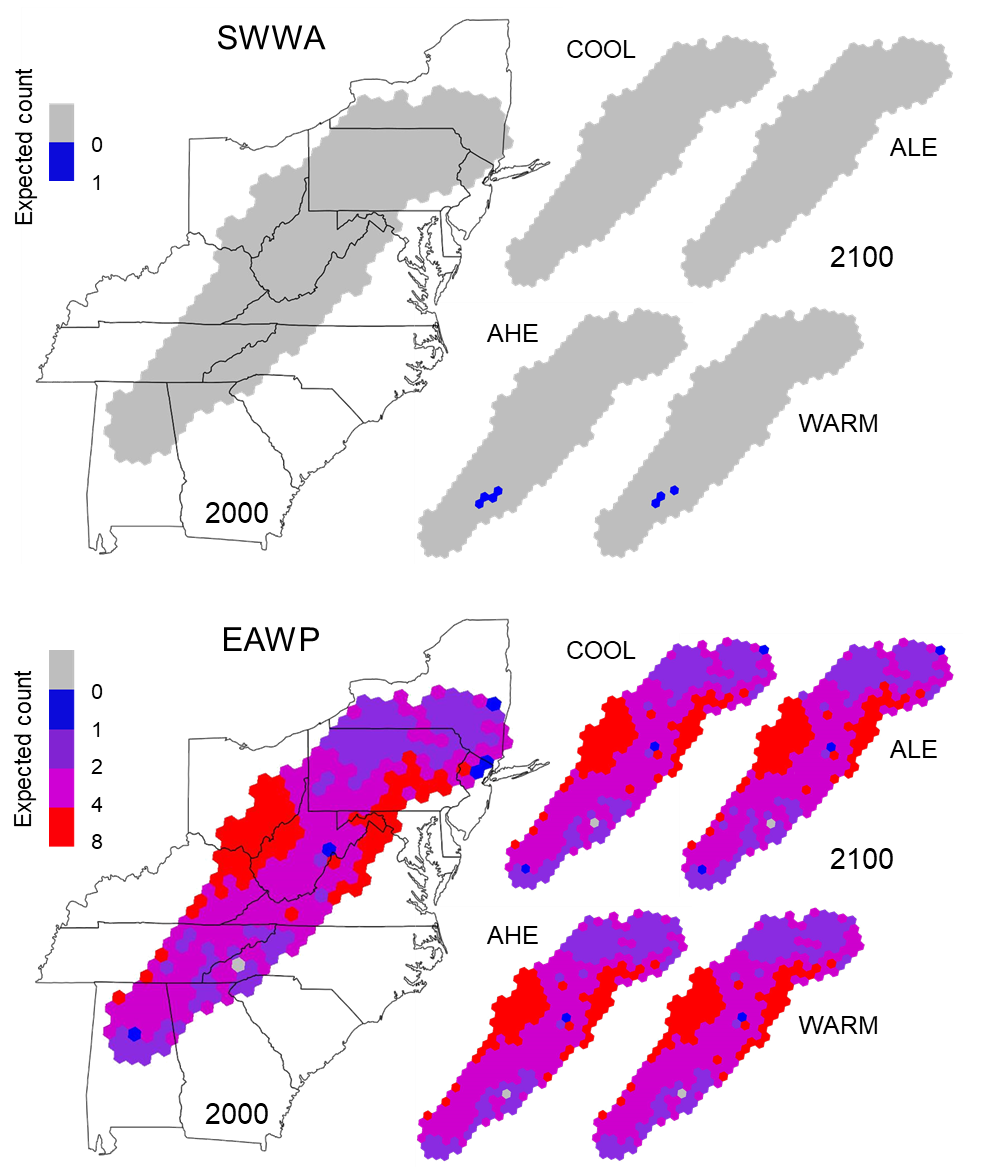 SWWA
Expected count
0
1
2000
COOL
ALE
2100
AHE
WARM
EAWP
Expected count
0
1
2
4
8
2000
COOL
ALE
2100
AHE
WARM